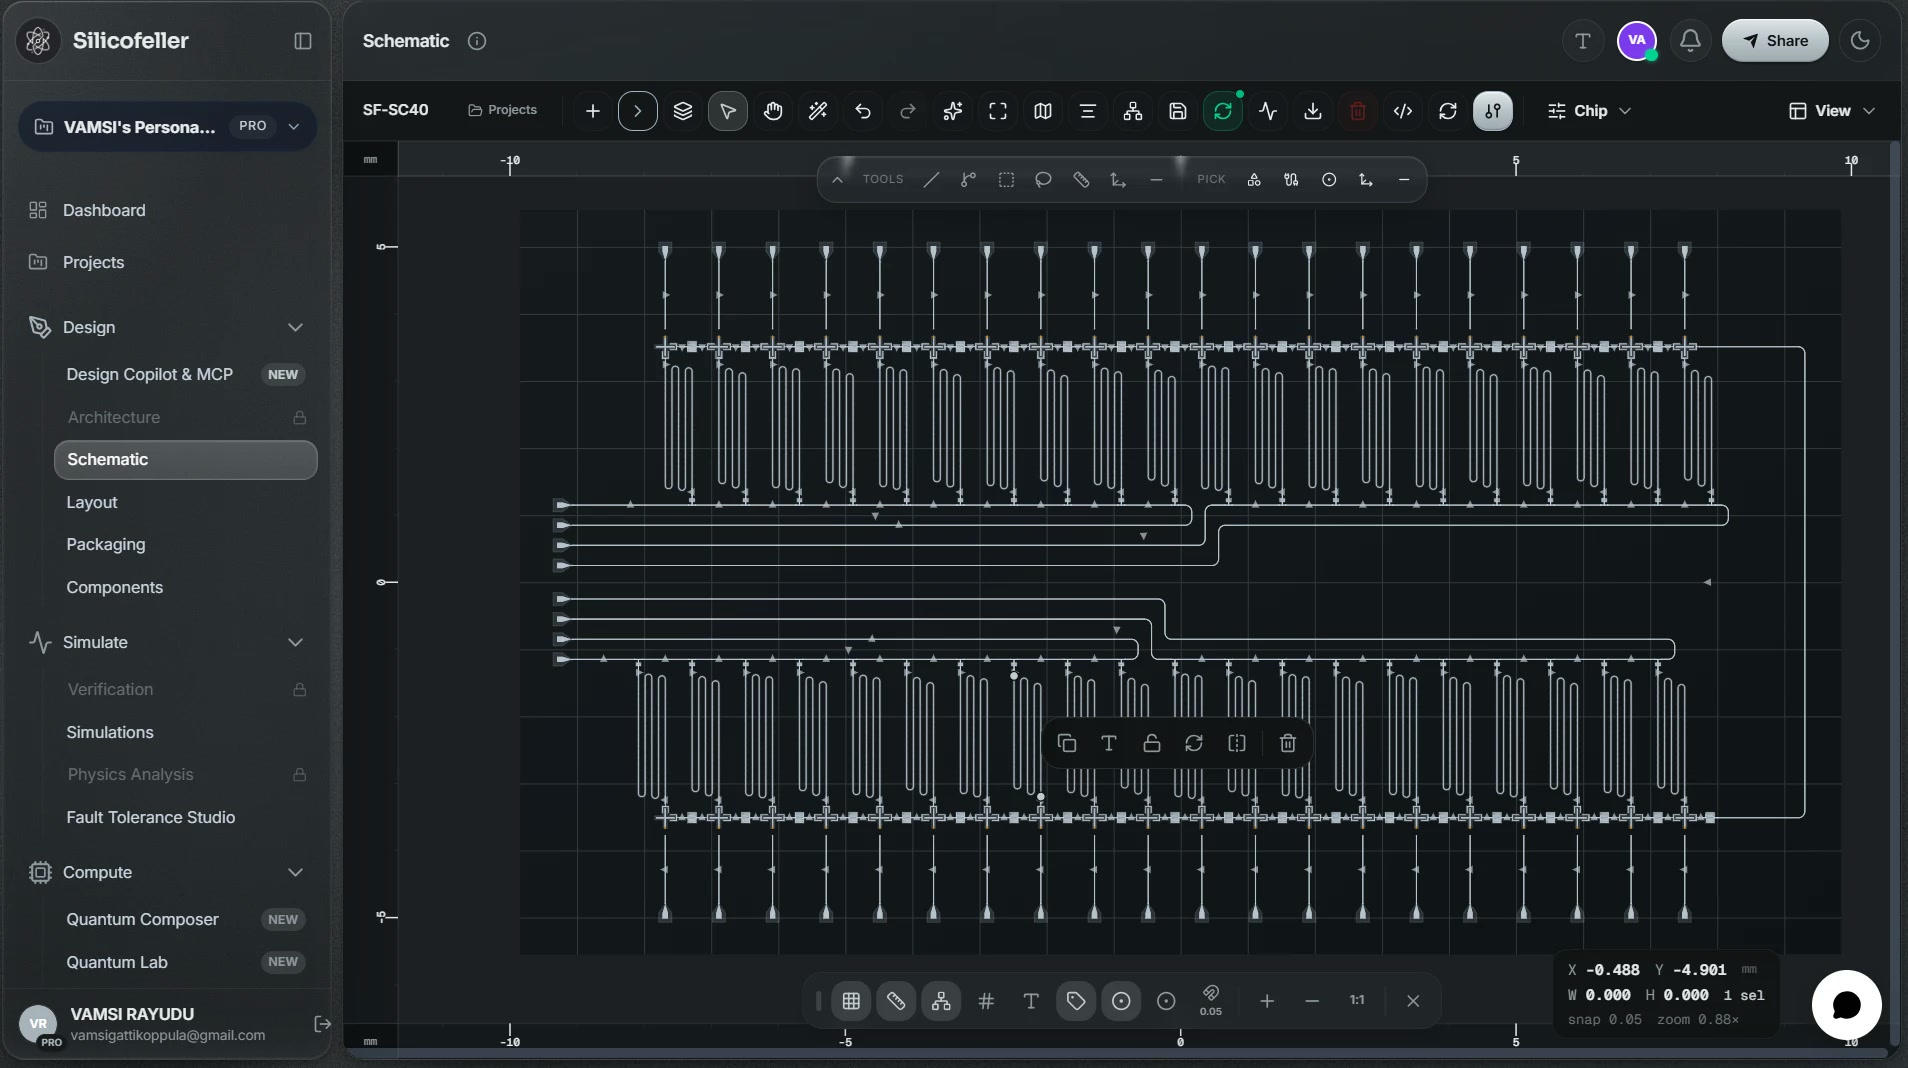 Silicofeller
VAMSI's Persona... PRO
Dashboard
Projects
Design
Design Copilot & MCP NEW
Architecture
Schematic
Layout
Packaging
Components
Simulate
Verification
Simulations
Physics Analysis
Fault Tolerance Studio
Compute
Quantum Composer NEW
Quantum Lab NEW
VR PRO
VAMSI RAYUDU
vamsigattikoppula@gmail.com
Schematic
T VA Share
SF-SC40 Projects Chip View
mm -10 5 10
TOOLS PICK
5
0
-5
X -0.488 Y -4.901 mm
W 0.000 H 0.000 1 sel
snap 0.05 zoom 0.88×
0.05 1:1
mm -10 -5 0 5 10